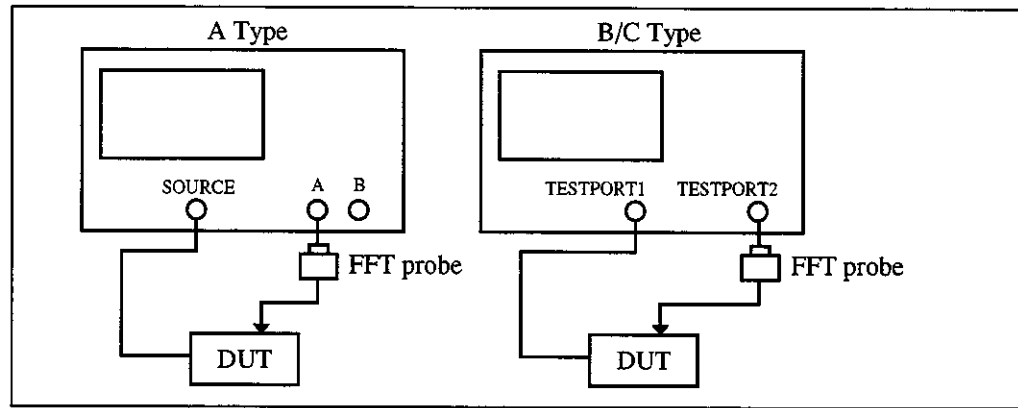 A Type
SOURCE
A
B
FFT probe
DUT
B/C Type
TESTPORT1
TESTPORT2
FFT probe
DUT